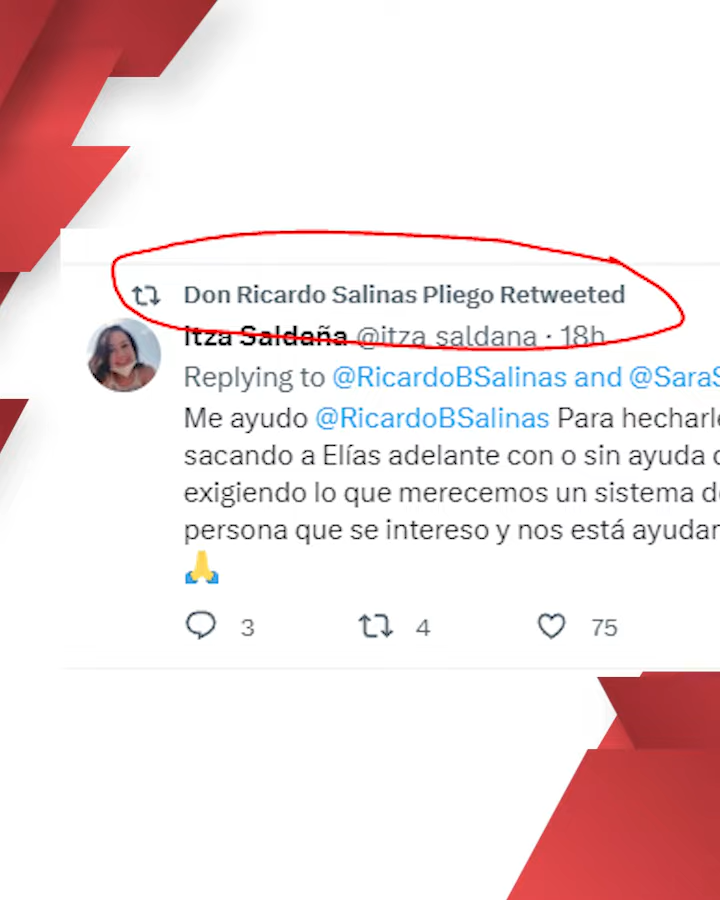 Don Ricardo Salinas Pliego Retweeted
Itza Saldaña @itza_saldana · 18h
Replying to @RicardoBSalinas and @SaraS
Me ayudo @RicardoBSalinas Para hecharle
sacando a Elías adelante con o sin ayuda
exigiendo lo que merecemos un sistema
persona que se intereso y nos está
3 4 75